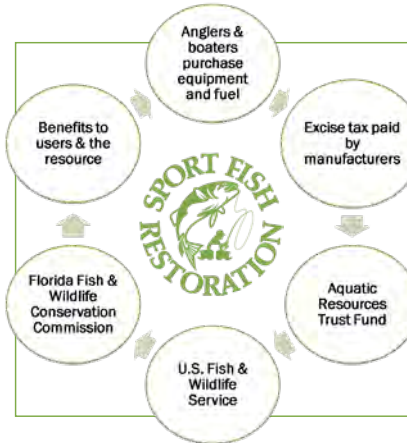 Anglers &
boaters
purchase
equipment
and fuel
Excise tax paid
by
manufacturers
Aquatic
Resources
Trust Fund
U.S. Fish &
Wildlife
Service
Florida Fish &
Wildlife
Conservation
Commission
Benefits to
users & the
resource
SPORT FISH
RESTORATION